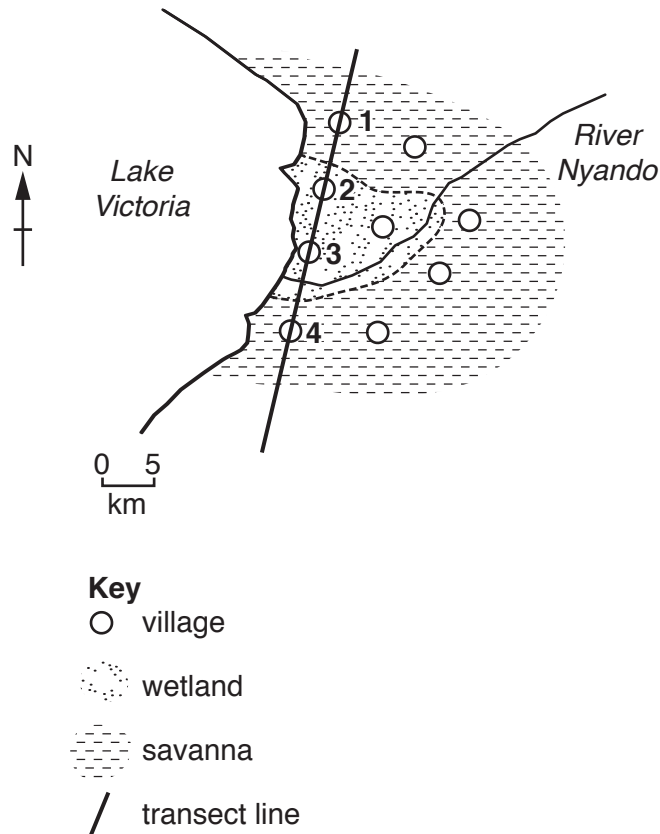 1
N
Lake
Victoria
River
Nyando
2
3
4
0 5
km
Key
village
wetland
savanna
transect line